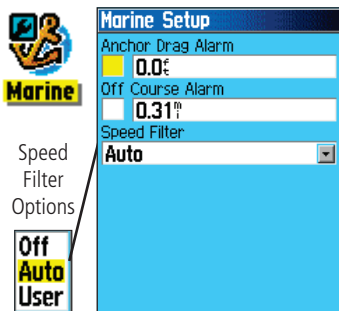 Marine
Speed
Filter
Options
Off
Auto
User
Marine Setup
Anchor Drag Alarm
0.0ft
Off Course Alarm
0.31mi
Speed Filter
Auto